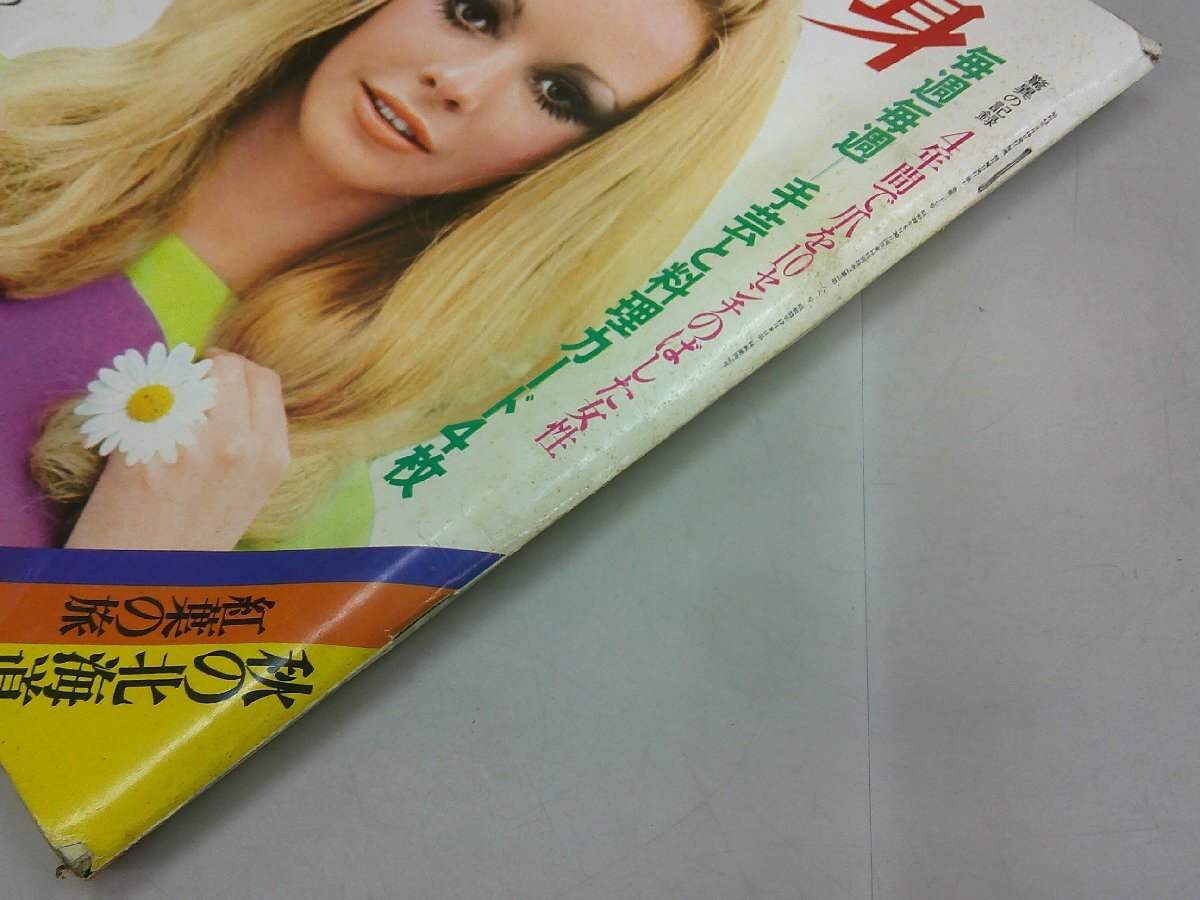 身
驚異の記録
4年間で爪を10センチのばした女性
毎週毎週―手芸と料理カード4枚
紅葉の旅
秋の北海道